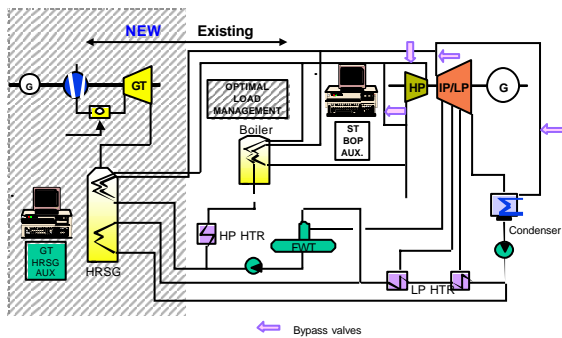 NEW Existing
G
GT
OPTIMAL
LOAD
MANAGEMENT
HP
IP/LP
G
ST
BOP
AUX.
Boiler
Condenser
HP HTR
FWT
GT
HRSG
AUX
HRSG
LP HTR
Bypass valves